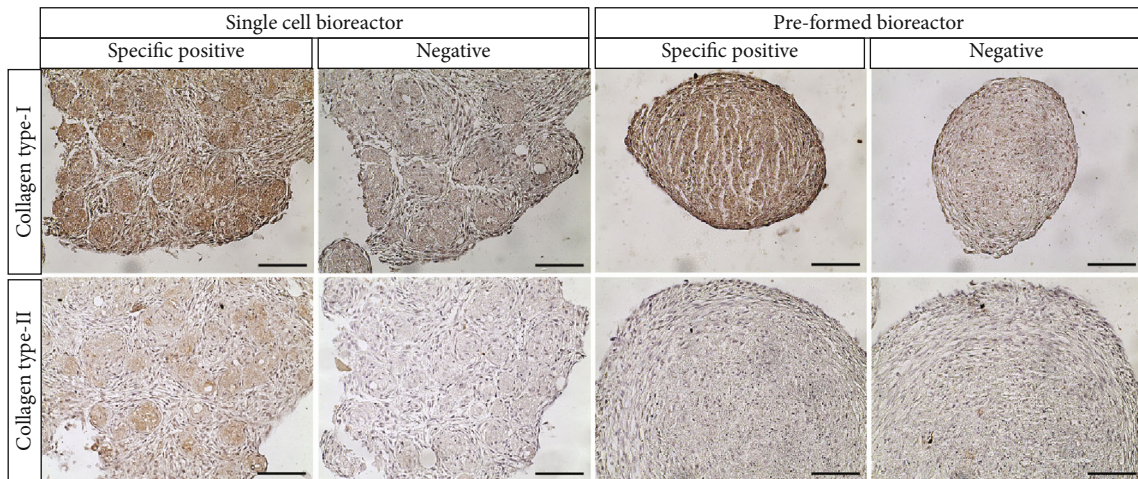 Single cell bioreactor
Pre-formed bioreactor
Specific positive
Negative
Specific positive
Negative
Collagen type-I
Collagen type-II